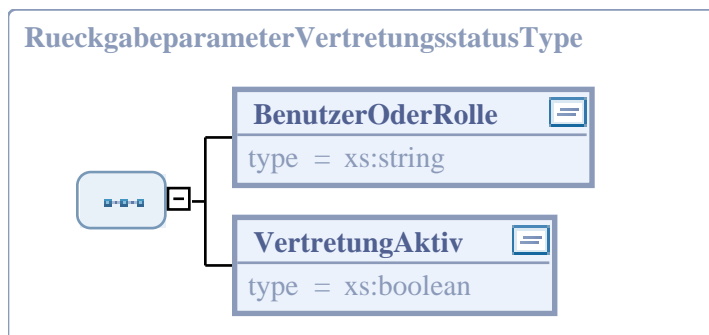 RueckgabeparameterVertretungsstatusType
BenutzerOderRolle
type = xs:string
VertretungAktiv
type = xs:boolean